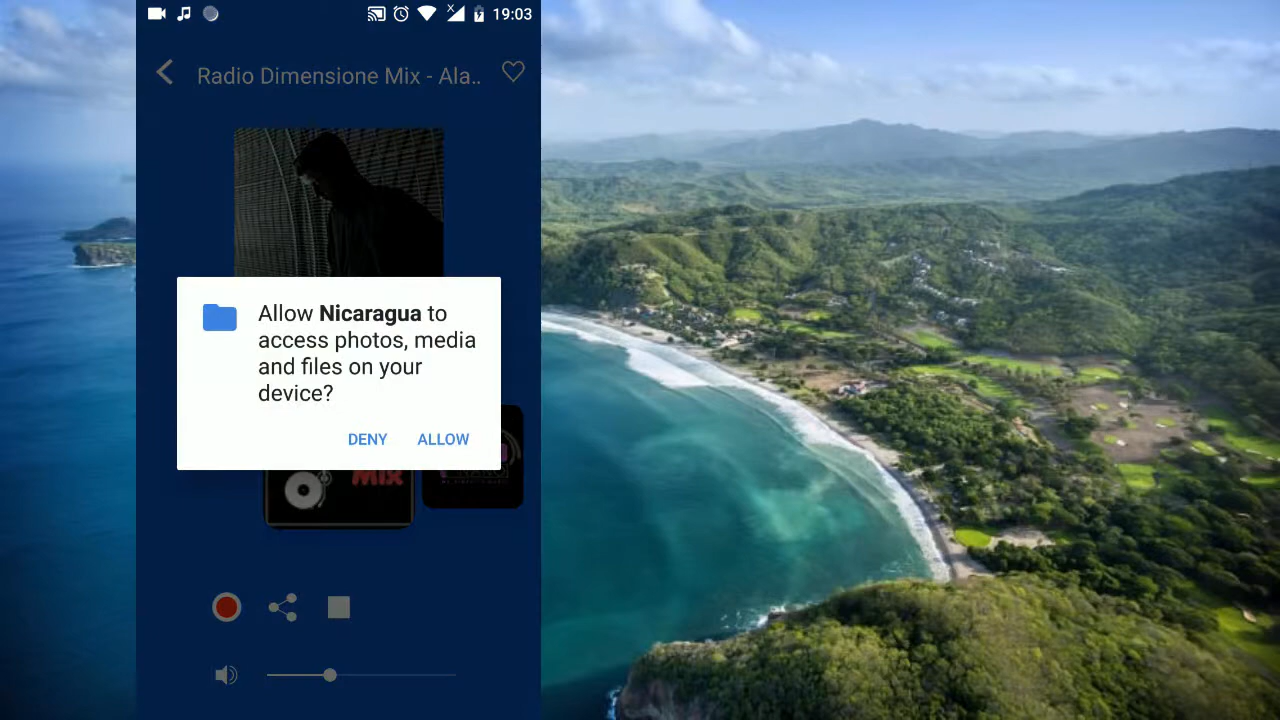 19:03
Radio Dimensione Mix - Ala..
Allow Nicaragua to
access photos, media
and files on your
device?
DENY ALLOW
MIX